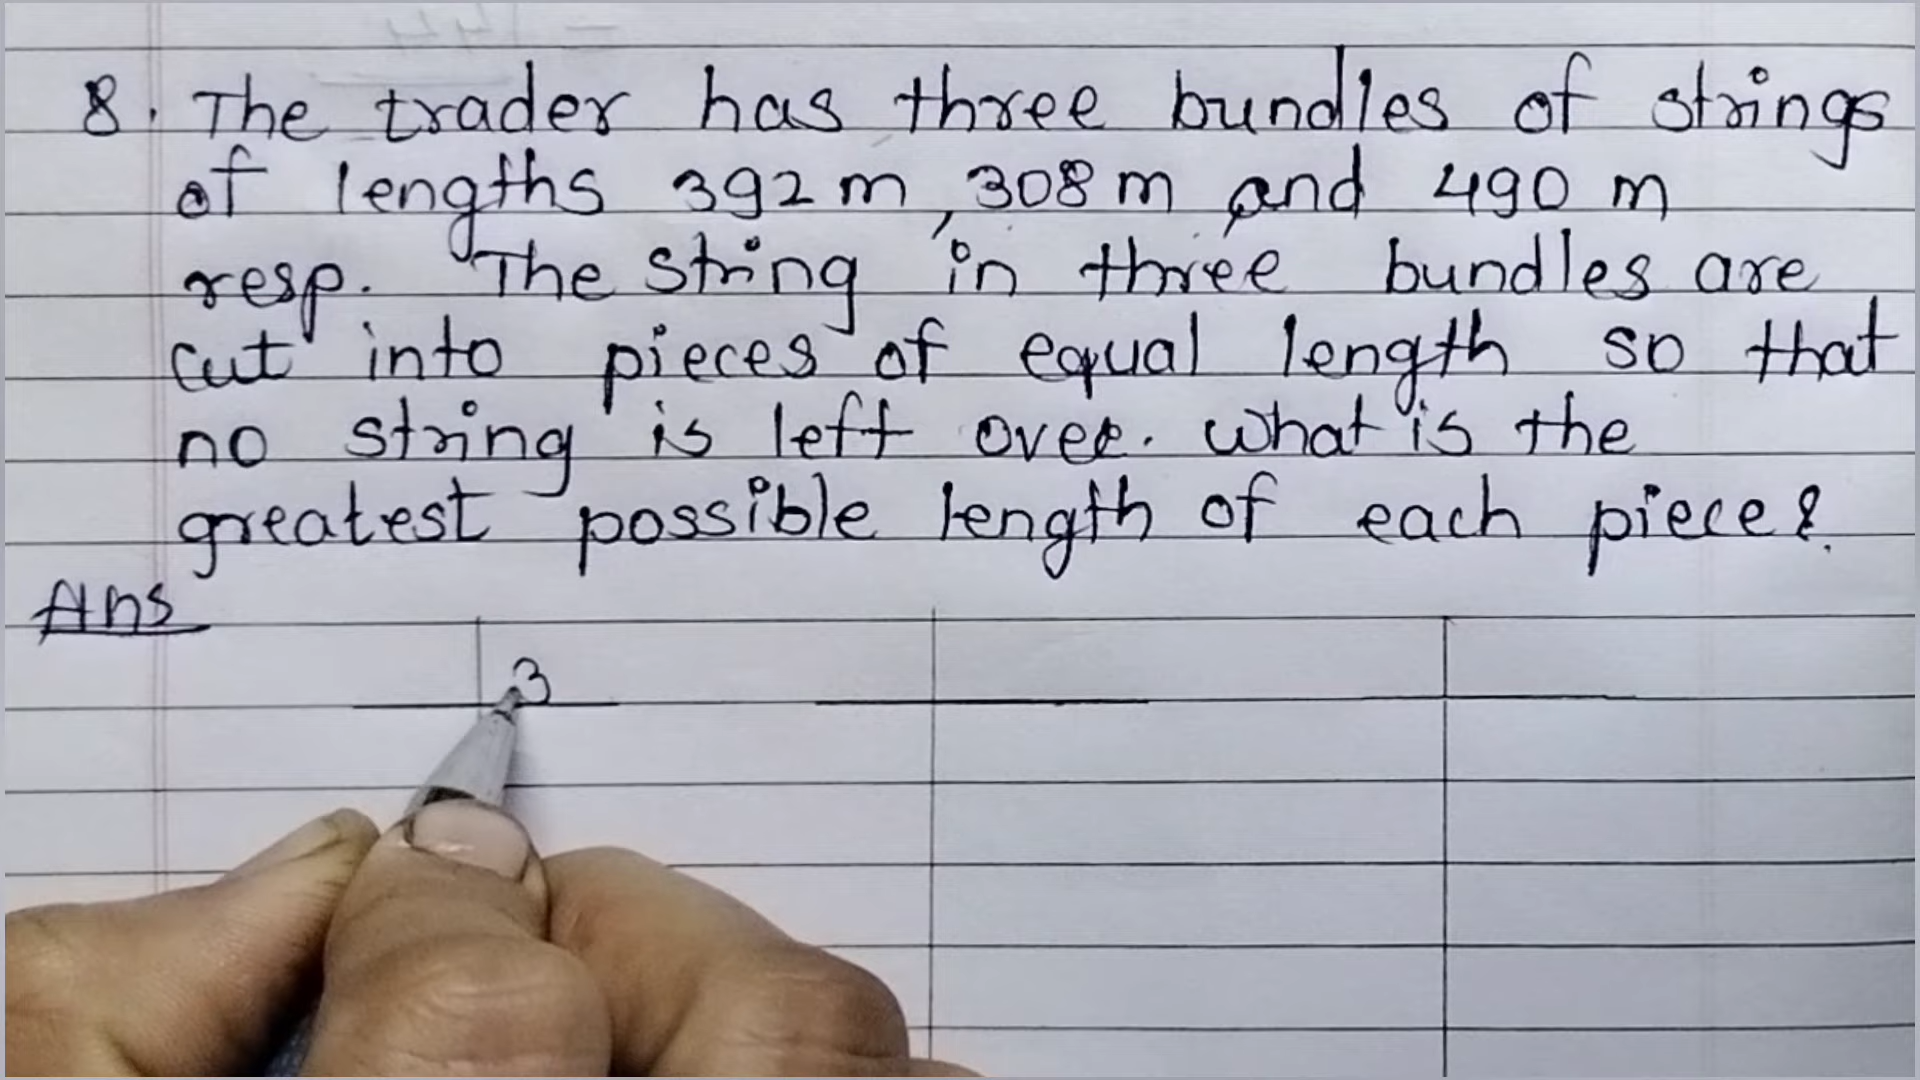 8. The trader has three bundles of strings
of lengths 392 m, 308 m and 490 m
resp. The string in three bundles are
cut into pieces of equal length so that
no string is left over. What is the
greatest possible length of each piece?
Ans
3